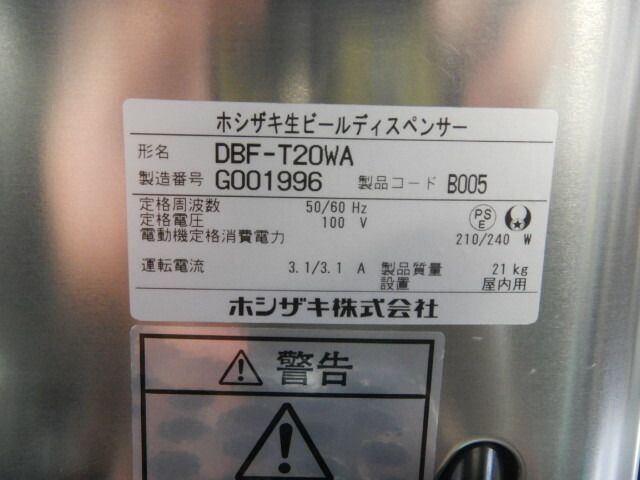 ホシザキ生ビールディスペンサー
形名 DBF-T20WA
製造番号 G001996 製品コード B005
定格周波数 50/60 Hz
定格電圧 100 V
電動機定格消費電力 210/240 W
PS
E
運転電流 3.1/3.1 A 製品質量 21 kg
設置 屋内用
ホシザキ株式会社
警告